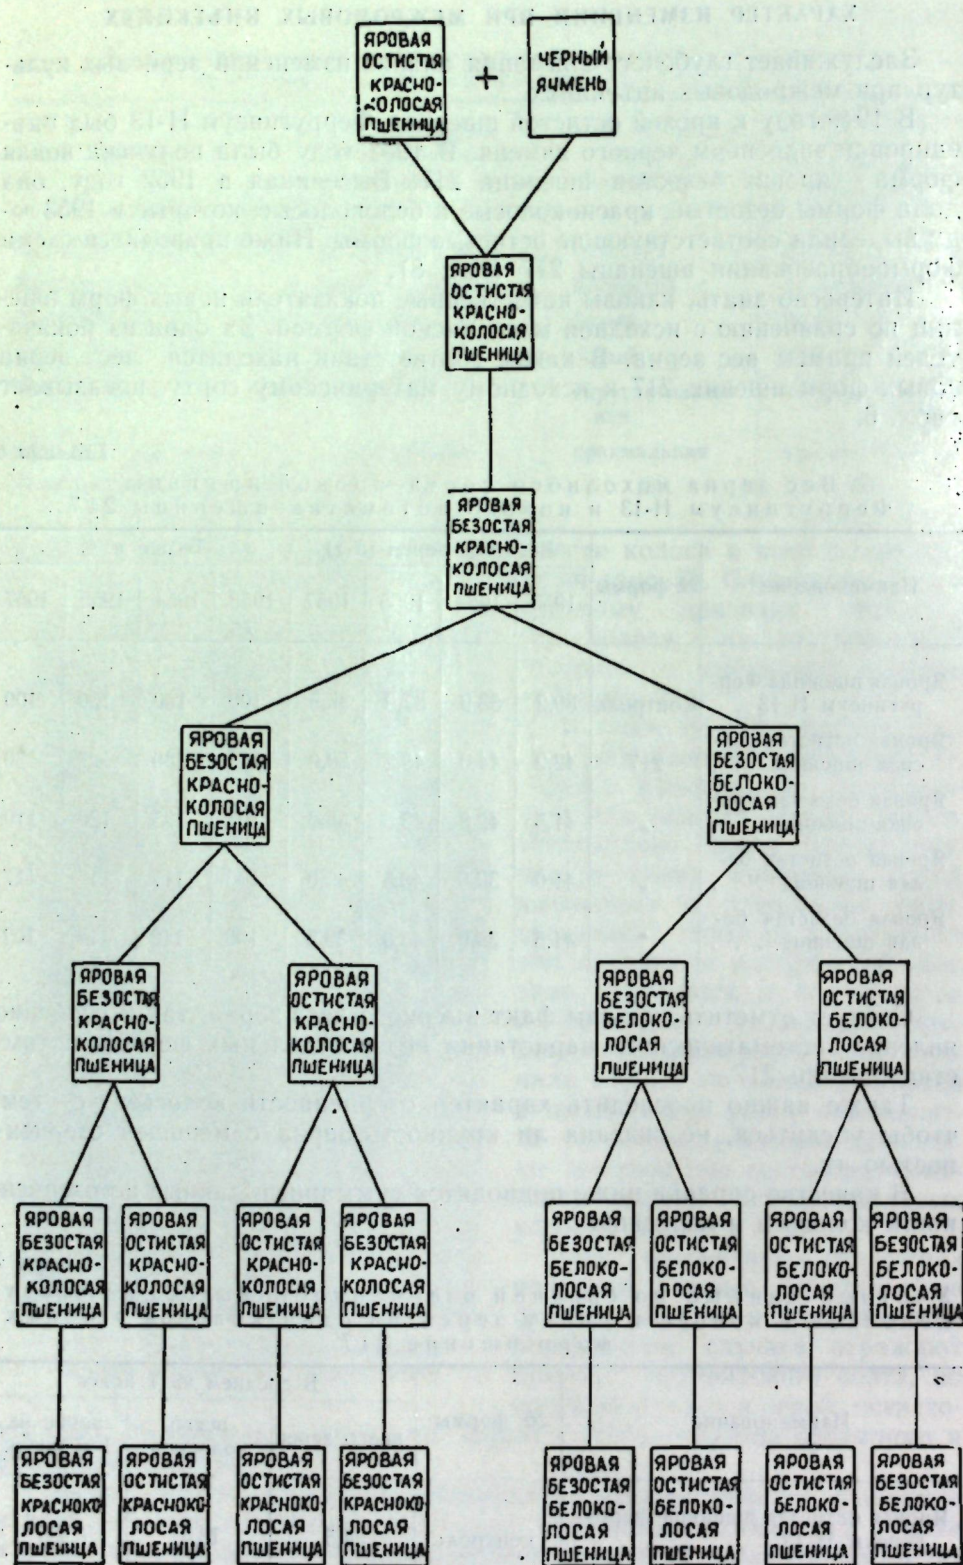 ЯРОВАЯ
ОСТИСТАЯ
КРАСНО-
КОЛОСАЯ
ПШЕНИЦА
+
ЧЕРНЫЙ
ЯЧМЕНЬ
ЯРОВАЯ
ОСТИСТАЯ
КРАСНО-
КОЛОСАЯ
ПШЕНИЦА
ЯРОВАЯ
БЕЗОСТАЯ
КРАСНО-
КОЛОСАЯ
ПШЕНИЦА
ЯРОВАЯ
БЕЗОСТАЯ
КРАСНО-
КОЛОСАЯ
ПШЕНИЦА
ЯРОВАЯ
БЕЗОСТАЯ
БЕЛОКО-
ЛОСАЯ
ПШЕНИЦА
ЯРОВАЯ
БЕЗОСТАЯ
КРАСНО-
КОЛОСАЯ
ПШЕНИЦА
ЯРОВАЯ
ОСТИСТАЯ
КРАСНО-
КОЛОСАЯ
ПШЕНИЦА
ЯРОВАЯ
БЕЗОСТАЯ
БЕЛОКО-
ЛОСАЯ
ПШЕНИЦА
ЯРОВАЯ
ОСТИСТАЯ
БЕЛОКО-
ЛОСАЯ
ПШЕНИЦА
ЯРОВАЯ
БЕЗОСТАЯ
КРАСНО-
КОЛОСАЯ
ПШЕНИЦА
ЯРОВАЯ
ОСТИСТАЯ
КРАСНО-
КОЛОСАЯ
ПШЕНИЦА
ЯРОВАЯ
ОСТИСТАЯ
КРАСНО-
КОЛОСАЯ
ПШЕНИЦА
ЯРОВАЯ
БЕЗОСТАЯ
КРАСНО-
КОЛОСАЯ
ПШЕНИЦА
ЯРОВАЯ
БЕЗОСТАЯ
БЕЛОКО-
ЛОСАЯ
ПШЕНИЦА
ЯРОВАЯ
ОСТИСТАЯ
БЕЛОКО-
ЛОСАЯ
ПШЕНИЦА
ЯРОВАЯ
ОСТИСТАЯ
БЕЛОКО-
ЛОСАЯ
ПШЕНИЦА
ЯРОВАЯ
БЕЗОСТАЯ
БЕЛОКО-
ЛОСАЯ
ПШЕНИЦА
ЯРОВАЯ
БЕЗОСТАЯ
КРАСНОКО
ЛОСАЯ
ПШЕНИЦА
ЯРОВАЯ
ОСТИСТАЯ
КРАСНОКО
ЛОСАЯ
ПШЕНИЦА
ЯРОВАЯ
ОСТИСТАЯ
КРАСНОКО
ЛОСАЯ
ПШЕНИЦА
ЯРОВАЯ
БЕЗОСТАЯ
КРАСНОКО
ЛОСАЯ
ПШЕНИЦА
ЯРОВАЯ
БЕЗОСТАЯ
БЕЛОКО-
ЛОСАЯ
ПШЕНИЦА
ЯРОВАЯ
ОСТИСТАЯ
БЕЛОКО-
ЛОСАЯ
ПШЕНИЦА
ЯРОВАЯ
ОСТИСТАЯ
БЕЛОКО-
ЛОСАЯ
ПШЕНИЦА
ЯРОВАЯ
БЕЗОСТАЯ
БЕЛОКО-
ЛОСАЯ
ПШЕНИЦА